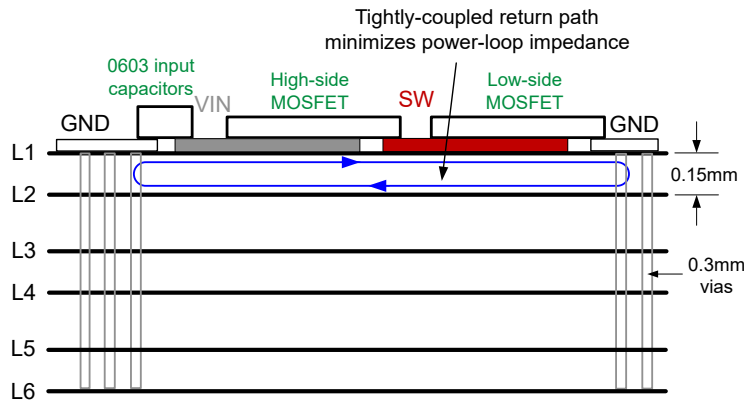 Tightly-coupled return path
minimizes power-loop impedance
0603 input
capacitors
VIN
High-side
MOSFET
SW
Low-side
MOSFET
GND
GND
L1
0.15mm
L2
L3
0.3mm
vias
L4
L5
L6